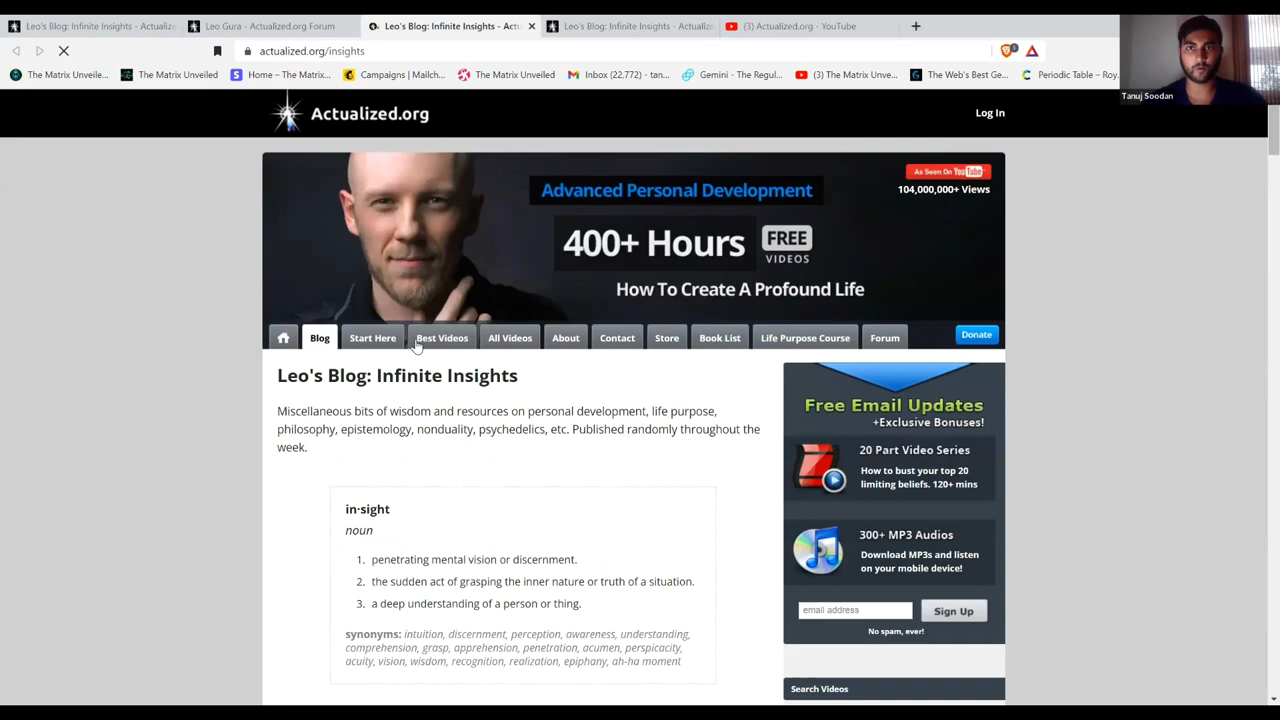 Leo's Blog: Infinite Insights - Actualize
Leo Gura - Actualized.org Forum
Leo's Blog: Infinite Insights - Actu
Leo's Blog: Infinite Insights - Actualize
(3) Actualized.org - YouTube
actualized.org/insights
The Matrix Unveile...
The Matrix Unveiled
Home – The Matrix...
Campaigns | Mailch...
The Matrix Unveiled
Inbox (22,772) - tan...
Gemini - The Regul...
(3) The Matrix Unve...
The Web's Best Ge...
Periodic Table – Roy...
Tanuj Soodan
Actualized.org
Log In
Advanced Personal Development
As Seen On YouTube
104,000,000+ Views
400+ Hours
FREE
VIDEOS
How To Create A Profound Life
Blog
Start Here
Best Videos
All Videos
About
Contact
Store
Book List
Life Purpose Course
Forum
Donate
Leo's Blog: Infinite Insights
Miscellaneous bits of wisdom and resources on personal development, life purpose,
philosophy, epistemology, nonduality, psychedelics, etc. Published randomly throughout the
week.
in·sight
noun
1. penetrating mental vision or discernment.
2. the sudden act of grasping the inner nature or truth of a situation.
3. a deep understanding of a person or thing.
synonyms: intuition, discernment, perception, awareness, understanding,
comprehension, grasp, apprehension, penetration, acumen, perspicacity,
acuity, vision, wisdom, recognition, realization, epiphany, ah-ha moment
Free Email Updates
+Exclusive Bonuses!
20 Part Video Series
How to bust your top 20
limiting beliefs. 120+ mins
300+ MP3 Audios
Download MP3s and listen
on your mobile device!
email address
Sign Up
No spam, ever!
Search Videos